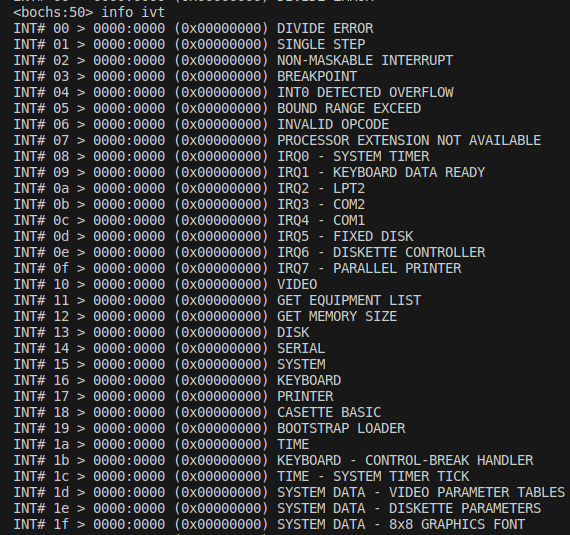 <bochs:50> info ivt
INT# 00 > 0000:0000 (0x00000000) DIVIDE ERROR
INT# 01 > 0000:0000 (0x00000000) SINGLE STEP
INT# 02 > 0000:0000 (0x00000000) NON-MASKABLE INTERRUPT
INT# 03 > 0000:0000 (0x00000000) BREAKPOINT
INT# 04 > 0000:0000 (0x00000000) INT0 DETECTED OVERFLOW
INT# 05 > 0000:0000 (0x00000000) BOUND RANGE EXCEED
INT# 06 > 0000:0000 (0x00000000) INVALID OPCODE
INT# 07 > 0000:0000 (0x00000000) PROCESSOR EXTENSION NOT AVAILABLE
INT# 08 > 0000:0000 (0x00000000) IRQ0 - SYSTEM TIMER
INT# 09 > 0000:0000 (0x00000000) IRQ1 - KEYBOARD DATA READY
INT# 0a > 0000:0000 (0x00000000) IRQ2 - LPT2
INT# 0b > 0000:0000 (0x00000000) IRQ3 - COM2
INT# 0c > 0000:0000 (0x00000000) IRQ4 - COM1
INT# 0d > 0000:0000 (0x00000000) IRQ5 - FIXED DISK
INT# 0e > 0000:0000 (0x00000000) IRQ6 - DISKETTE CONTROLLER
INT# 0f > 0000:0000 (0x00000000) IRQ7 - PARALLEL PRINTER
INT# 10 > 0000:0000 (0x00000000) VIDEO
INT# 11 > 0000:0000 (0x00000000) GET EQUIPMENT LIST
INT# 12 > 0000:0000 (0x00000000) GET MEMORY SIZE
INT# 13 > 0000:0000 (0x00000000) DISK
INT# 14 > 0000:0000 (0x00000000) SERIAL
INT# 15 > 0000:0000 (0x00000000) SYSTEM
INT# 16 > 0000:0000 (0x00000000) KEYBOARD
INT# 17 > 0000:0000 (0x00000000) PRINTER
INT# 18 > 0000:0000 (0x00000000) CASETTE BASIC
INT# 19 > 0000:0000 (0x00000000) BOOTSTRAP LOADER
INT# 1a > 0000:0000 (0x00000000) TIME
INT# 1b > 0000:0000 (0x00000000) KEYBOARD - CONTROL-BREAK HANDLER
INT# 1c > 0000:0000 (0x00000000) TIME - SYSTEM TIMER TICK
INT# 1d > 0000:0000 (0x00000000) SYSTEM DATA - VIDEO PARAMETER TABLES
INT# 1e > 0000:0000 (0x00000000) SYSTEM DATA - DISKETTE PARAMETERS
INT# 1f > 0000:0000 (0x00000000) SYSTEM DATA - 8x8 GRAPHICS FONT